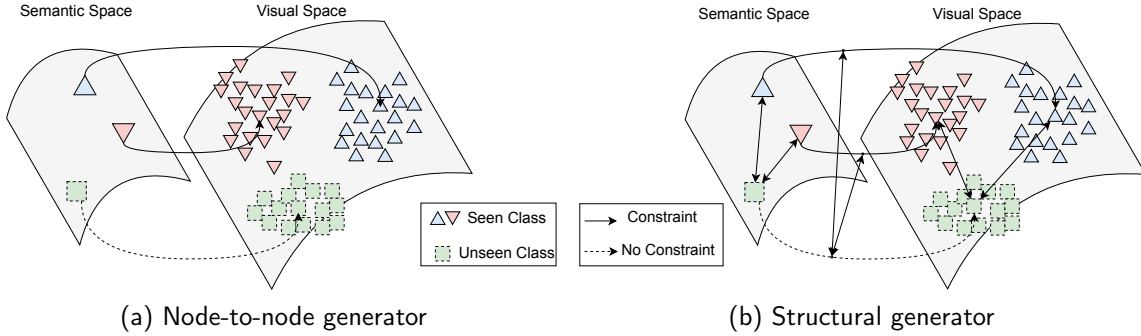 Semantic Space
Visual Space
Semantic Space
Visual Space
Seen Class
Unseen Class
Constraint
No Constraint
(a) Node-to-node generator
(b) Structural generator